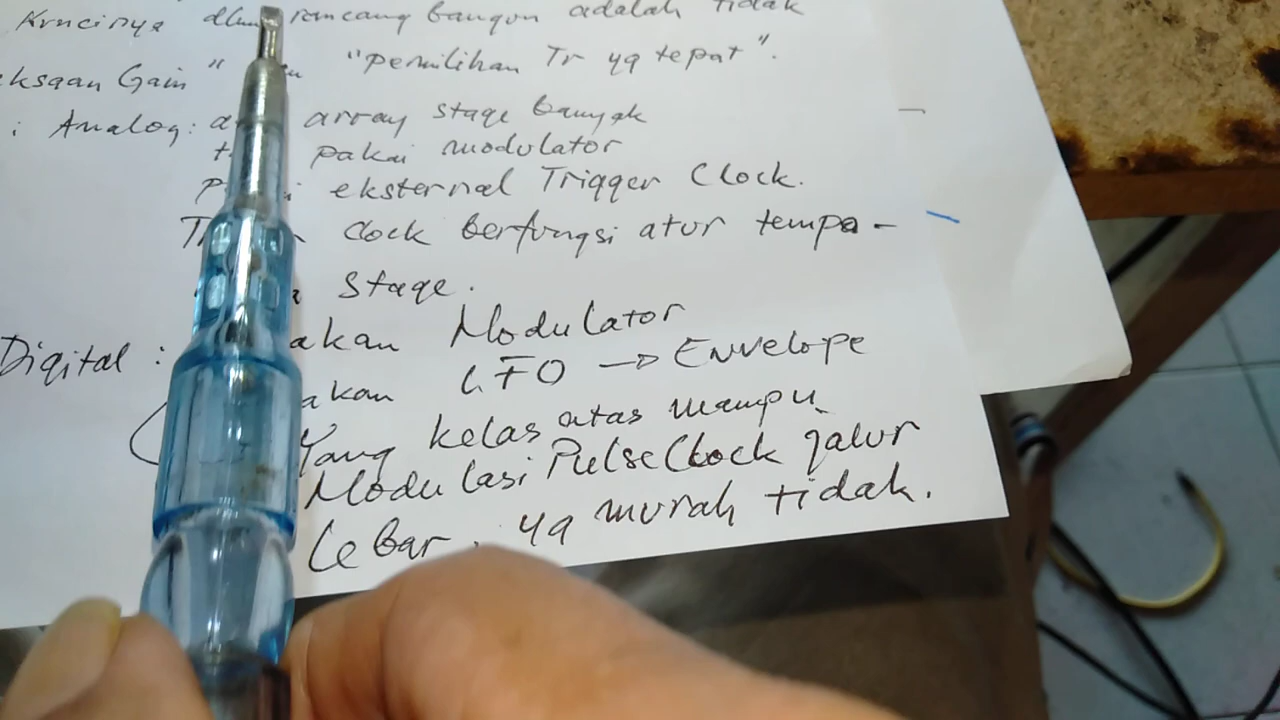 Kuncinya dlm rancang bangun adalah tidak
eksaan Gain" "pemilihan Tr yg tepat".
: Analog: array stage banyak
pakai modulator
eksternal Trigger Clock.
clock berfungsi atur tempo -
stage.
Digital : akan Modulator
akan LFO → Envelope
Yang kelas atas mampu
Modulasi Pulse Clock jalur
lebar. yg murah tidak.